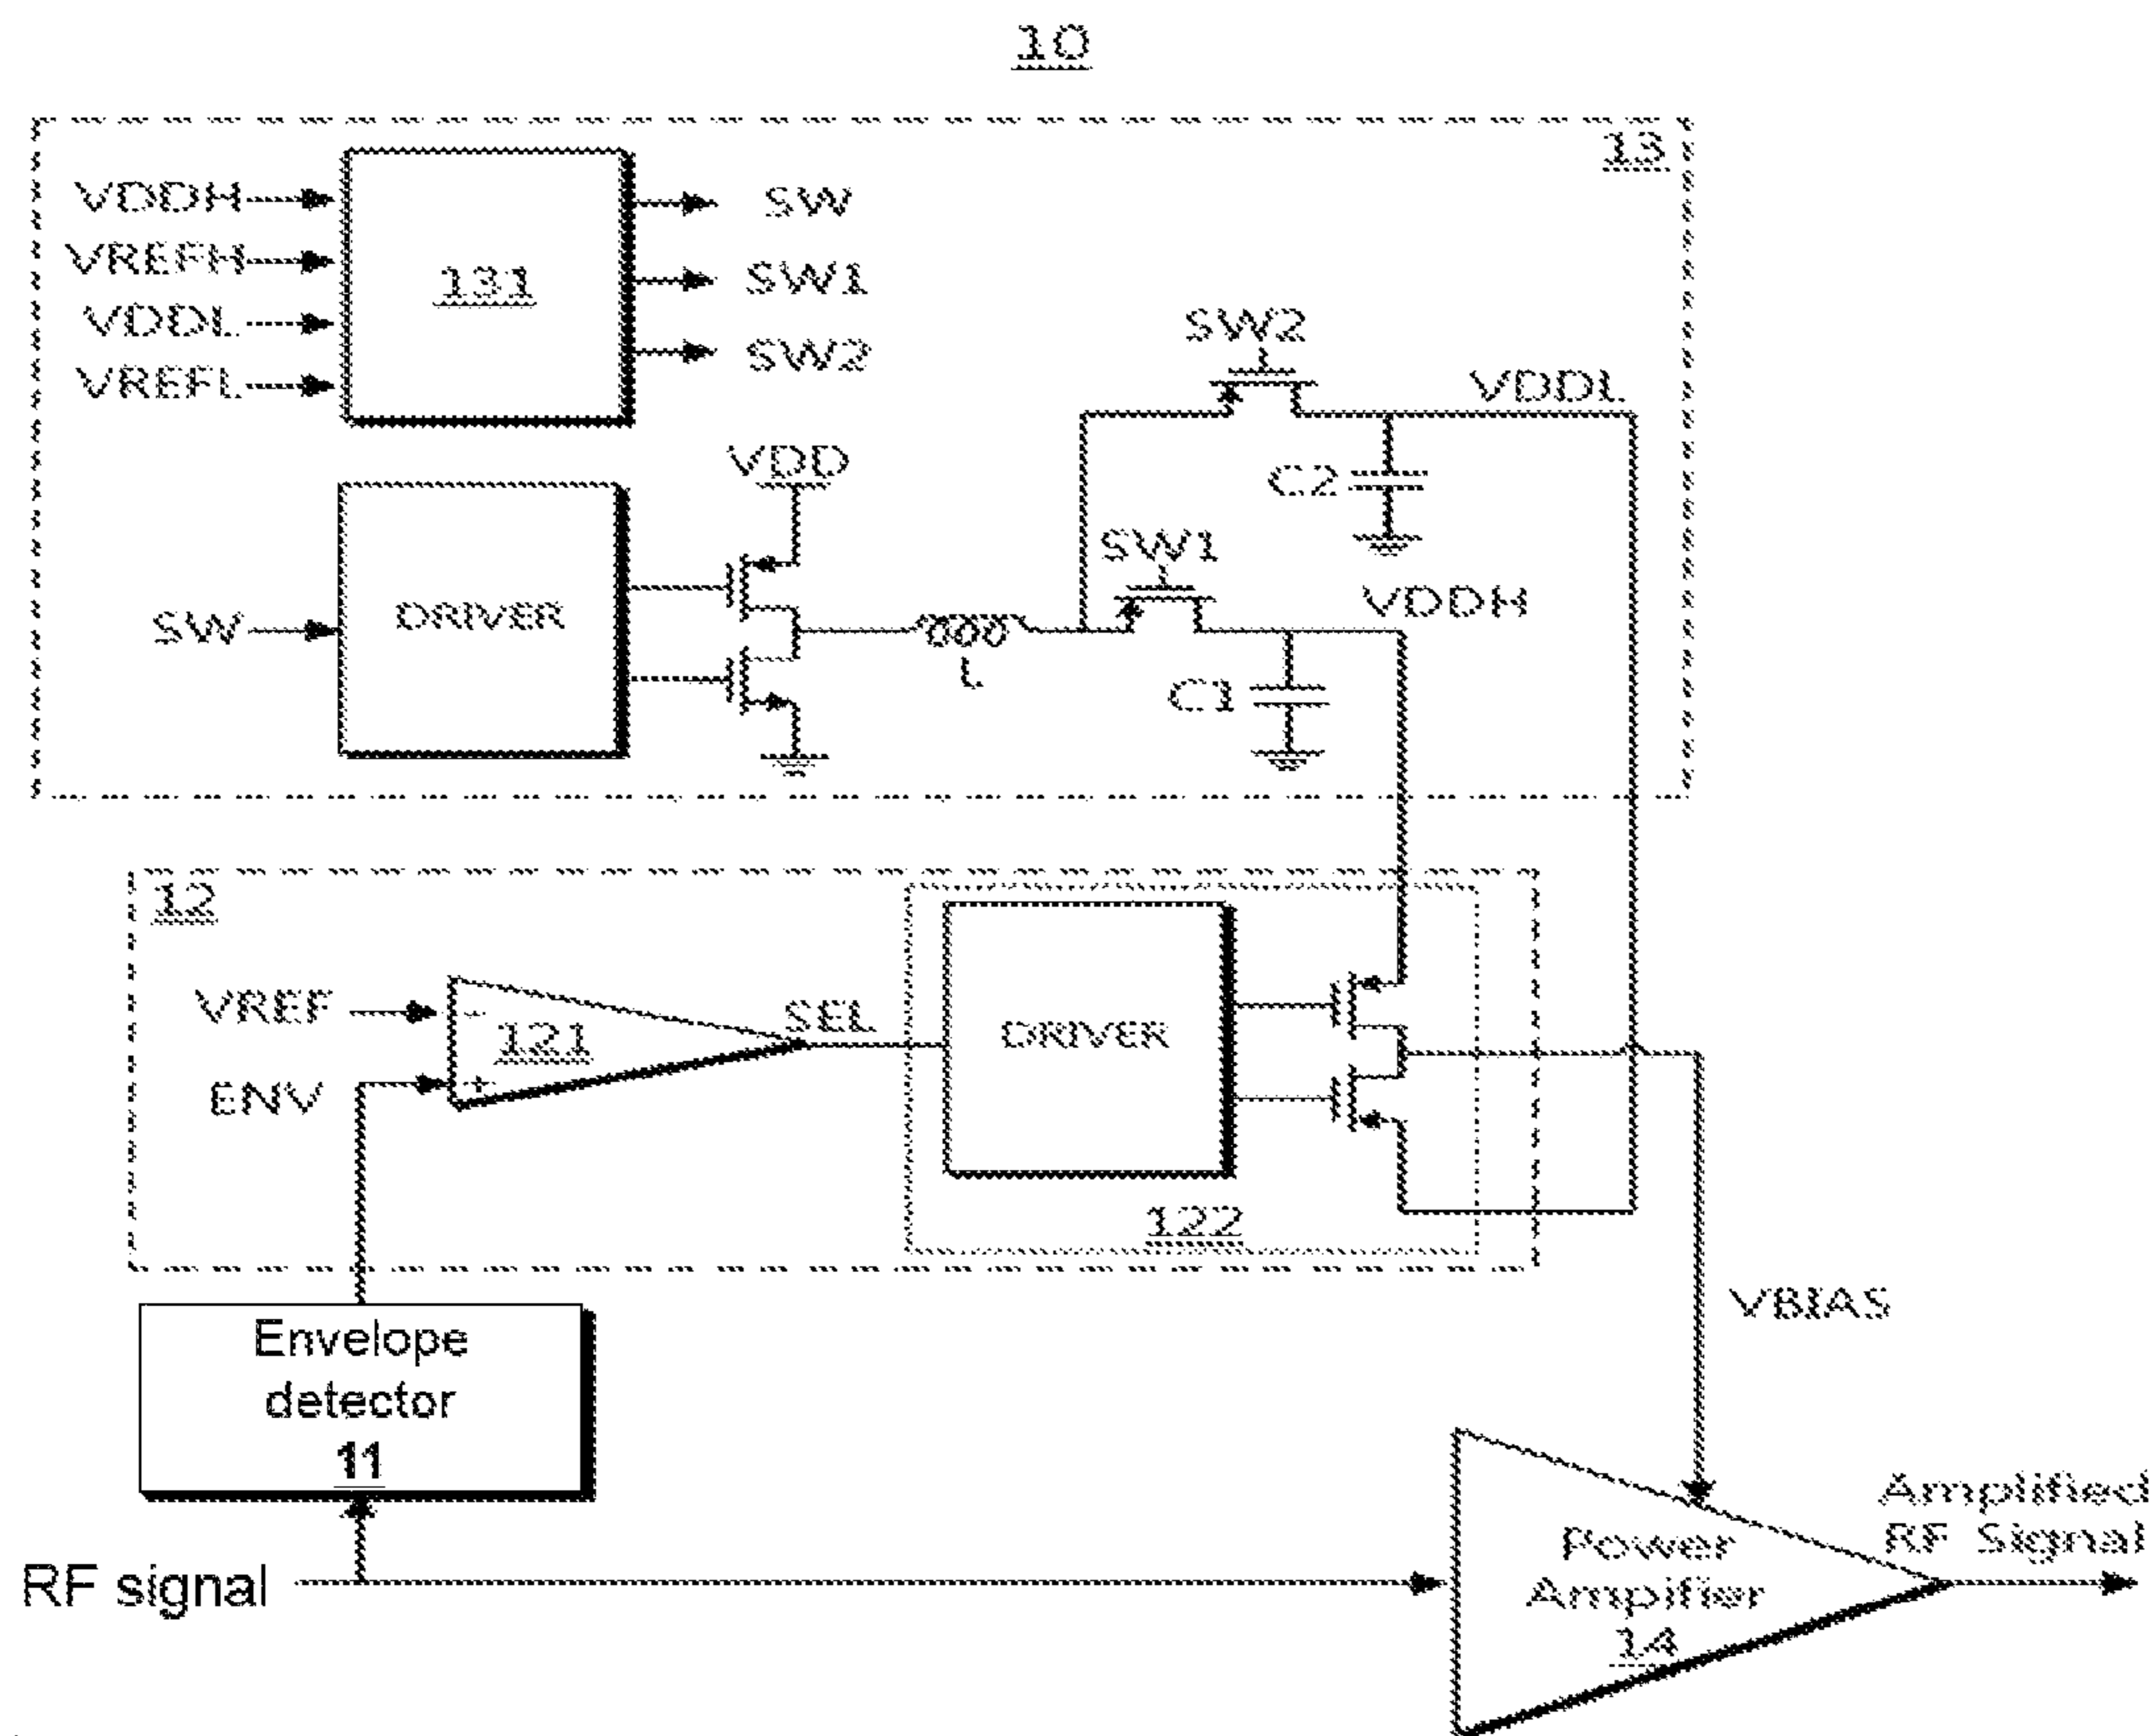 10
13
VDDH
VREFH
VDDL
VREFL
131
SW
SW1
SW2
SW2
VDDL
VDD
C2
SW1
VDDH
SW
DRIVER
L
C1
12
VREF
-
121
SEL
DRIVER
ENV
+
122
VBIAS
Envelope
detector
11
Amplified
RF Signal
RF signal
Power
Ampifier
14